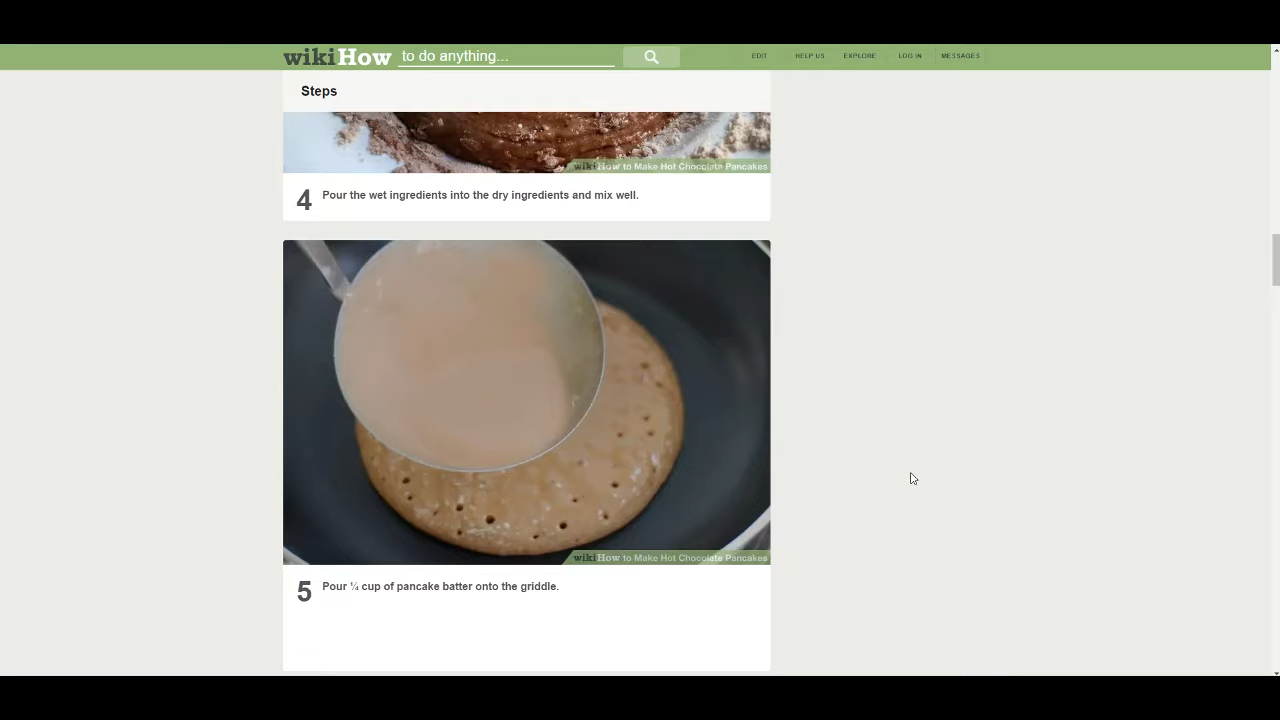 wikiHow to do anything...
EDIT HELP US EXPLORE LOG IN MESSAGES
Steps
wikiHow to Make Hot Chocolate Pancakes
4 Pour the wet ingredients into the dry ingredients and mix well.
wikiHow to Make Hot Chocolate Pancakes
5 Pour ¼ cup of pancake batter onto the griddle.